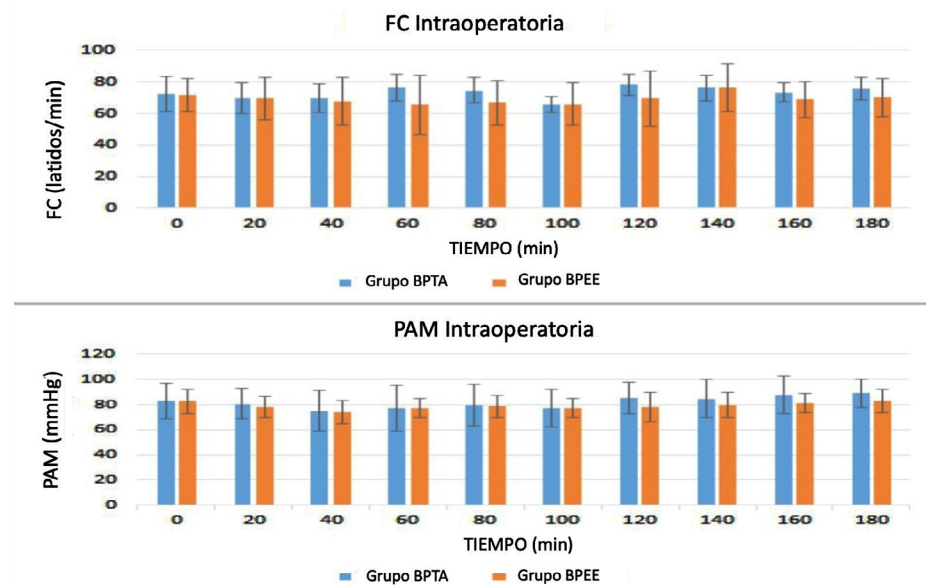 FC Intraoperatoria
100
80
60
40
20
0
FC (latidos/min)
0 20 40 60 80 100 120 140 160 180
TIEMPO (min)
Grupo BPTA Grupo BPEE
PAM Intraoperatoria
120
100
80
60
40
20
0
PAM (mmHg)
0 20 40 60 80 100 120 140 160 180
TIEMPO (min)
Grupo BPTA Grupo BPEE